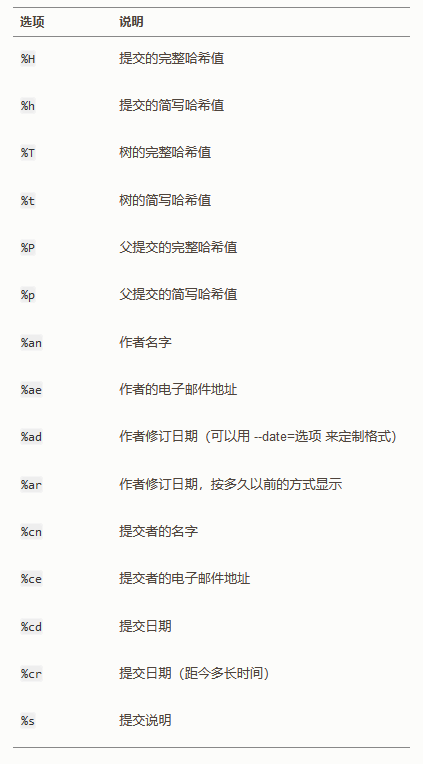 选项 说明
%H 提交的完整哈希值
%h 提交的简写哈希值
%T 树的完整哈希值
%t 树的简写哈希值
%P 父提交的完整哈希值
%p 父提交的简写哈希值
%an 作者名字
%ae 作者的电子邮件地址
%ad 作者修订日期（可以用 --date=选项 来定制格式）
%ar 作者修订日期，按多久以前的方式显示
%cn 提交者的名字
%ce 提交者的电子邮件地址
%cd 提交日期
%cr 提交日期（距今多长时间）
%s 提交说明